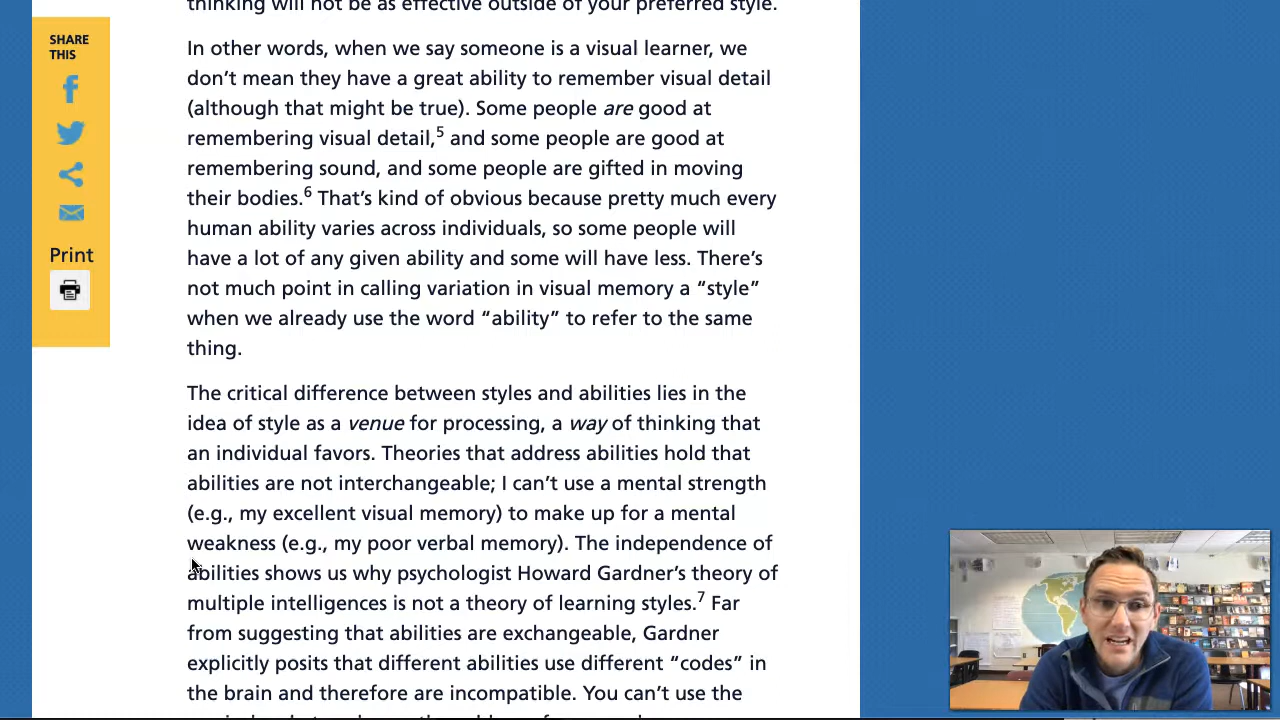 thinking will not be as effective outside of your preferred style.
SHARE
THIS
Print
In other words, when we say someone is a visual learner, we
don’t mean they have a great ability to remember visual detail
(although that might be true). Some people are good at
remembering visual detail,5 and some people are good at
remembering sound, and some people are gifted in moving
their bodies.6 That’s kind of obvious because pretty much every
human ability varies across individuals, so some people will
have a lot of any given ability and some will have less. There’s
not much point in calling variation in visual memory a “style”
when we already use the word “ability” to refer to the same
thing.
The critical difference between styles and abilities lies in the
idea of style as a venue for processing, a way of thinking that
an individual favors. Theories that address abilities hold that
abilities are not interchangeable; I can’t use a mental strength
(e.g., my excellent visual memory) to make up for a mental
weakness (e.g., my poor verbal memory). The independence of
abilities shows us why psychologist Howard Gardner’s theory of
multiple intelligences is not a theory of learning styles.7 Far
from suggesting that abilities are exchangeable, Gardner
explicitly posits that different abilities use different “codes” in
the brain and therefore are incompatible. You can’t use the